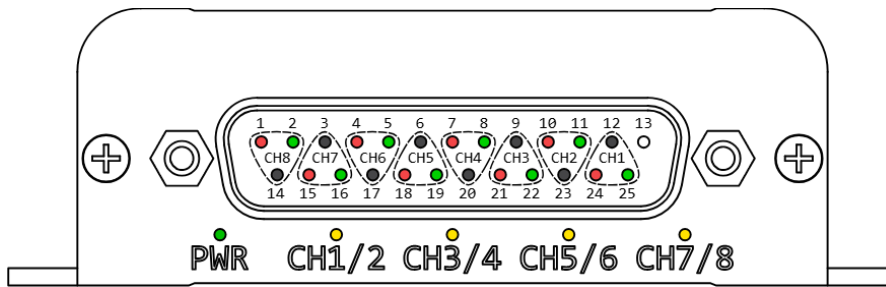 1 2 3 4 5 6 7 8 9 10 11 12 13
CH8 CH7 CH6 CH5 CH4 CH3 CH2 CH1
14 15 16 17 18 19 20 21 22 23 24 25
PWR CH1/2 CH3/4 CH5/6 CH7/8